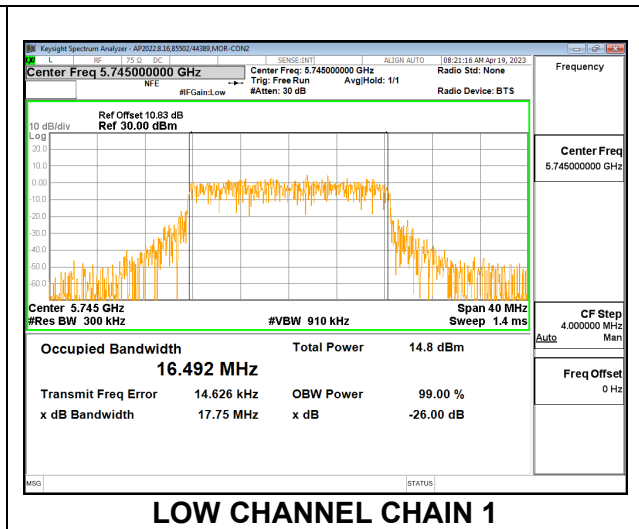 Keysight Spectrum Analyzer - AP2022.8.16,85502/44389,MOR-CON2
L RF 75 Ω DC SENSE:INT ALIGN AUTO 08:21:16 AM Apr 19, 2023
Center Freq 5.745000000 GHz Center Freq: 5.745000000 GHz Radio Std: None
NFE Trig: Free Run Avg|Hold: 1/1
#IFGain:Low #Atten: 30 dB Radio Device: BTS
Frequency
Ref Offset 10.83 dB
10 dB/div Ref 30.00 dBm
Log
20.0
10.0
0.00
-10.0
-20.0
-30.0
-40.0
-50.0
-60.0
Center 5.745 GHz Span 40 MHz
#Res BW 300 kHz #VBW 910 kHz Sweep 1.4 ms
Center Freq
5.745000000 GHz
CF Step
4.000000 MHz
Auto Man
Freq Offset
0 Hz
Occupied Bandwidth Total Power 14.8 dBm
16.492 MHz
Transmit Freq Error 14.626 kHz OBW Power 99.00 %
x dB Bandwidth 17.75 MHz x dB -26.00 dB
MSG STATUS
LOW CHANNEL CHAIN 1